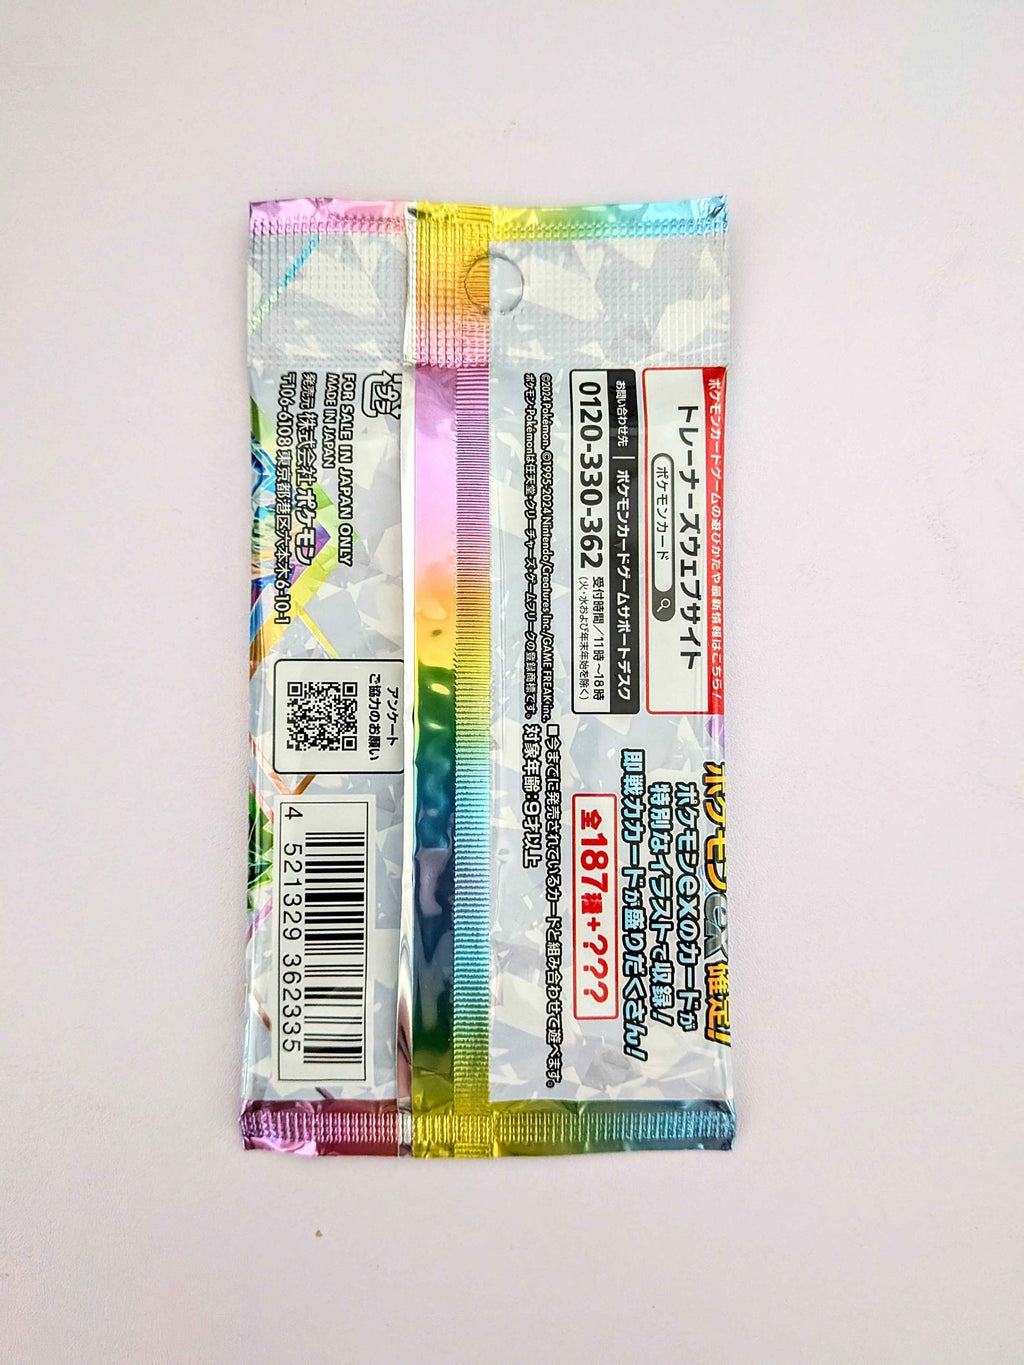 ポケモンカードゲームの遊びかたや最新情報はこちら!
トレーナーズウェブサイト
ポケモンカード
お問い合わせ先 | ポケモンカードゲームサポートデスク
0120-330-362
受付時間/11時~18時
(火・水および年末年始を除く)
©2024 Pokémon. ©1995-2024 Nintendo/Creatures Inc./GAME FREAK inc.
ポケモン・Pokémonは任天堂・クリーチャーズ・ゲームフリークの登録商標です。
ポケモンex確定!!
ポケモンexのカードが
特別なイラストで収録!
即戦力カードが盛りだくさん!
全187種+???
■今までに発売されているカードと組み合わせて遊べます。
対象年齢:9才以上
FOR SALE IN JAPAN ONLY
MADE IN JAPAN
発売元 株式会社ポケモン
〒106-6108 東京都港区六本木6-10-1
アンケート
ご協力のお願い
4 521329 362335